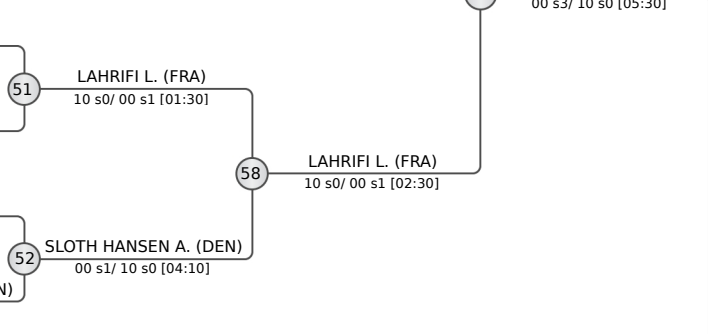 00 s3/ 10 s0 [05:30]
LAHRIFI L. (FRA)
51
10 s0/ 00 s1 [01:30]
LAHRIFI L. (FRA)
58
10 s0/ 00 s1 [02:30]
SLOTH HANSEN A. (DEN)
52
00 s1/ 10 s0 [04:10]
N)